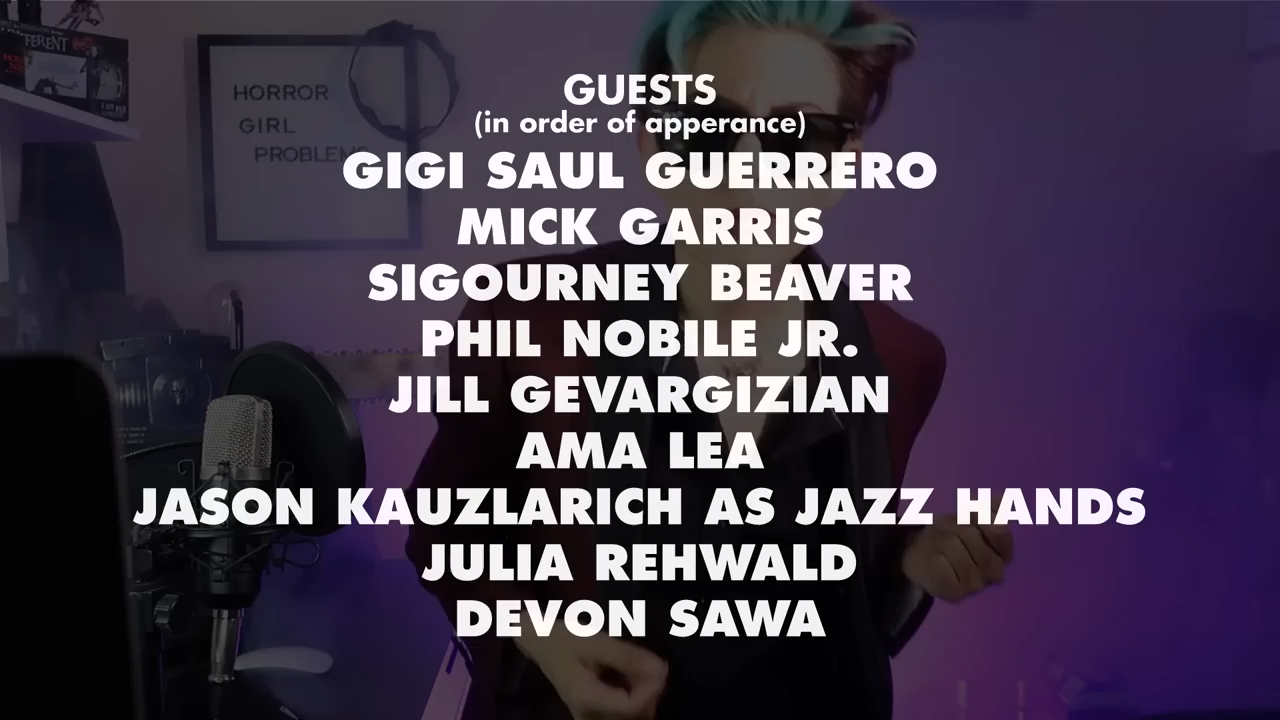 GUESTS
(in order of apperance)
GIGI SAUL GUERRERO
MICK GARRIS
SIGOURNEY BEAVER
PHIL NOBILE JR.
JILL GEVARGIZIAN
AMA LEA
JASON KAUZLARICH AS JAZZ HANDS
JULIA REHWALD
DEVON SAWA
HORROR
GIRL
PROBLEMS